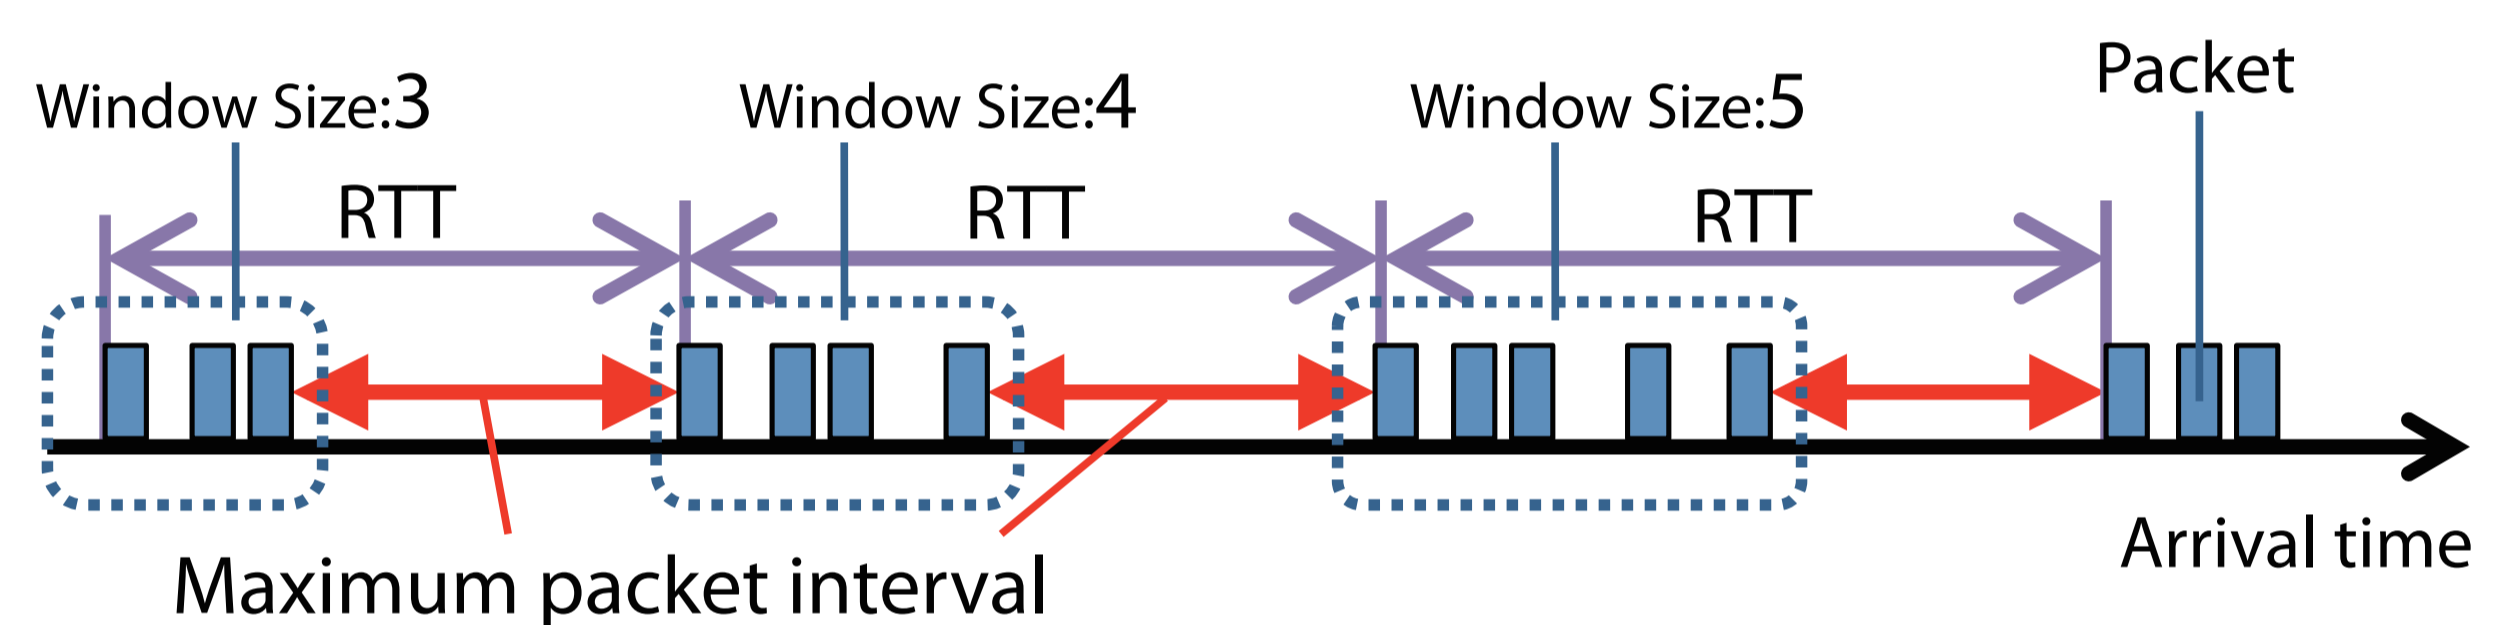 Window Size:3
Window Size:4
Window Size:5
Packet
RTT
RTT
RTT
Arrival time
Maximum packet interval